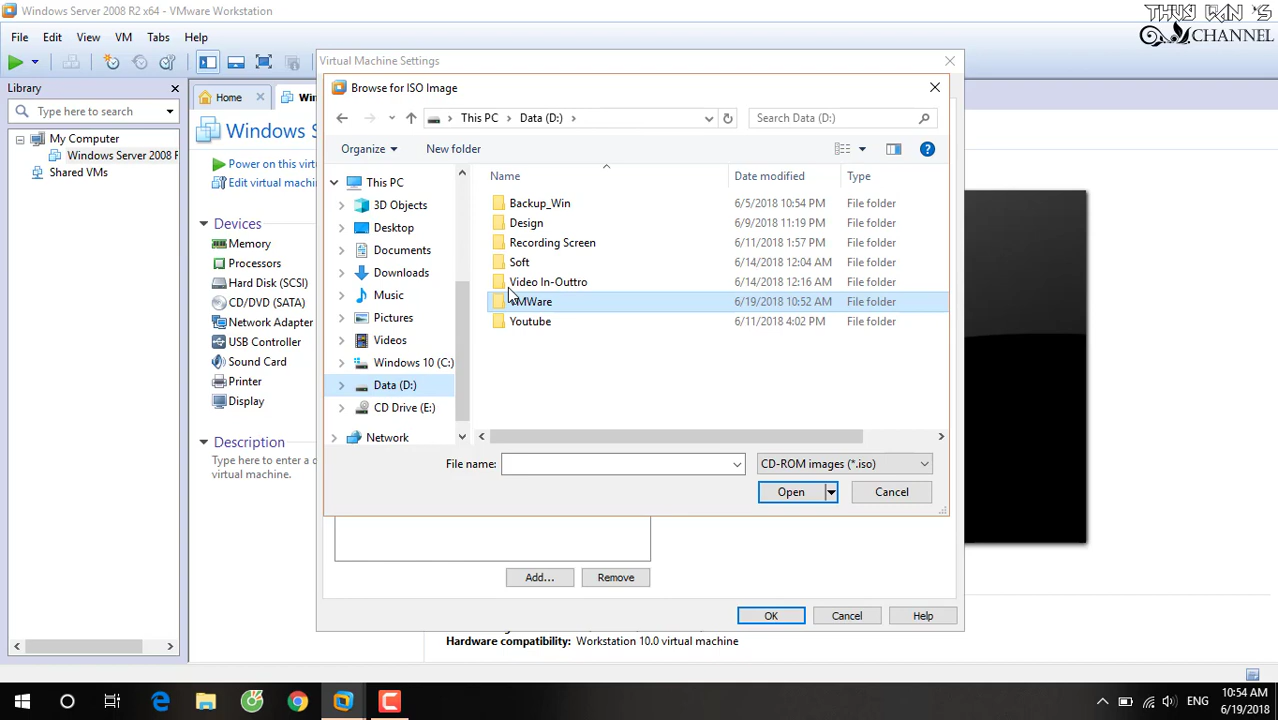 Windows Server 2008 R2 x64 - VMware Workstation
THUY WIN'S
CHANNEL
File Edit View VM Tabs Help
Library
Type here to search
My Computer
Windows Server 2008 R
Shared VMs
Home
Win
Windows S
Power on this virt
Edit virtual machi
Devices
Memory
Processors
Hard Disk (SCSI)
CD/DVD (SATA)
Network Adapter
USB Controller
Sound Card
Printer
Display
Description
Type here to enter a d
virtual machine.
Virtual Machine Settings
Browse for ISO Image
This PC Data (D:)
Search Data (D:)
Organize New folder
This PC
3D Objects
Desktop
Documents
Downloads
Music
Pictures
Videos
Windows 10 (C:)
Data (D:)
CD Drive (E:)
Network
Name Date modified Type
Backup_Win 6/5/2018 10:54 PM File folder
Design 6/9/2018 11:19 PM File folder
Recording Screen 6/11/2018 1:57 PM File folder
Soft 6/14/2018 12:04 AM File folder
Video In-Outtro 6/14/2018 12:16 AM File folder
VMWare 6/19/2018 10:52 AM File folder
Youtube 6/11/2018 4:02 PM File folder
File name:
CD-ROM images (*.iso)
Open Cancel
Add... Remove
OK Cancel Help
Hardware compatibility: Workstation 10.0 virtual machine
ENG
10:54 AM
6/19/2018